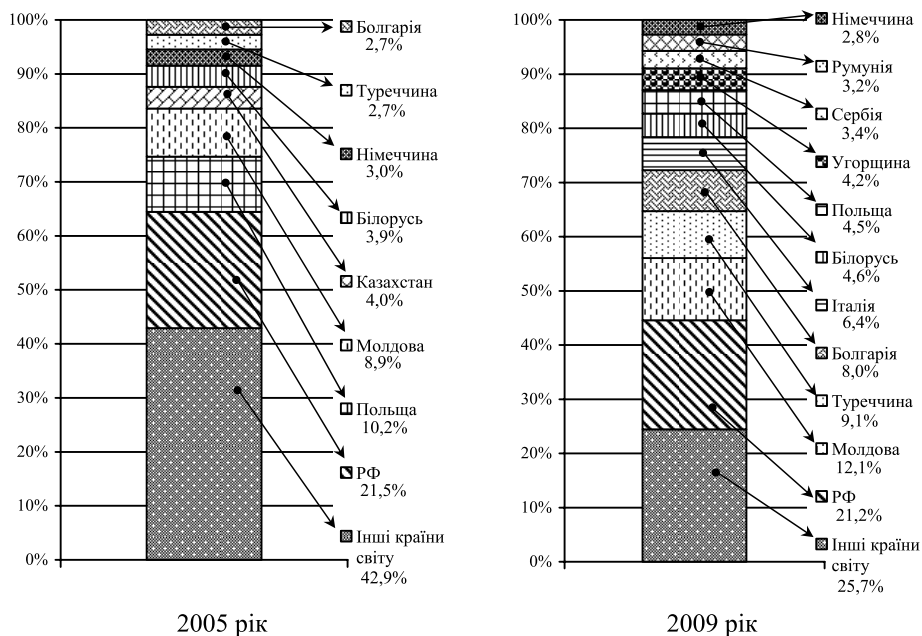 100%
90%
80%
70%
60%
50%
40%
30%
20%
10%
0%
Болгарія
2,7%
Туреччина
2,7%
Німеччина
3,0%
Білорусь
3,9%
Казахстан
4,0%
Молдова
8,9%
Польща
10,2%
РФ
21,5%
Інші країни
світу
42,9%
2005 рік
100%
90%
80%
70%
60%
50%
40%
30%
20%
10%
0%
Німеччина
2,8%
Румунія
3,2%
Сербія
3,4%
Угорщина
4,2%
Польща
4,5%
Білорусь
4,6%
Італія
6,4%
Болгарія
8,0%
Туреччина
9,1%
Молдова
12,1%
РФ
21,2%
Інші країни
світу
25,7%
2009 рік